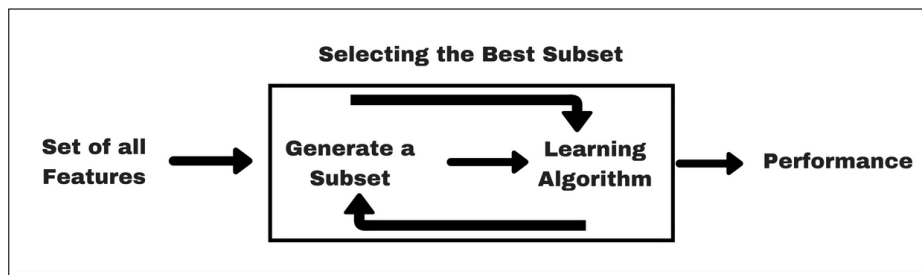 Selecting the Best Subset
Set of all
Features
Generate a
Subset
Learning
Algorithm
Performance